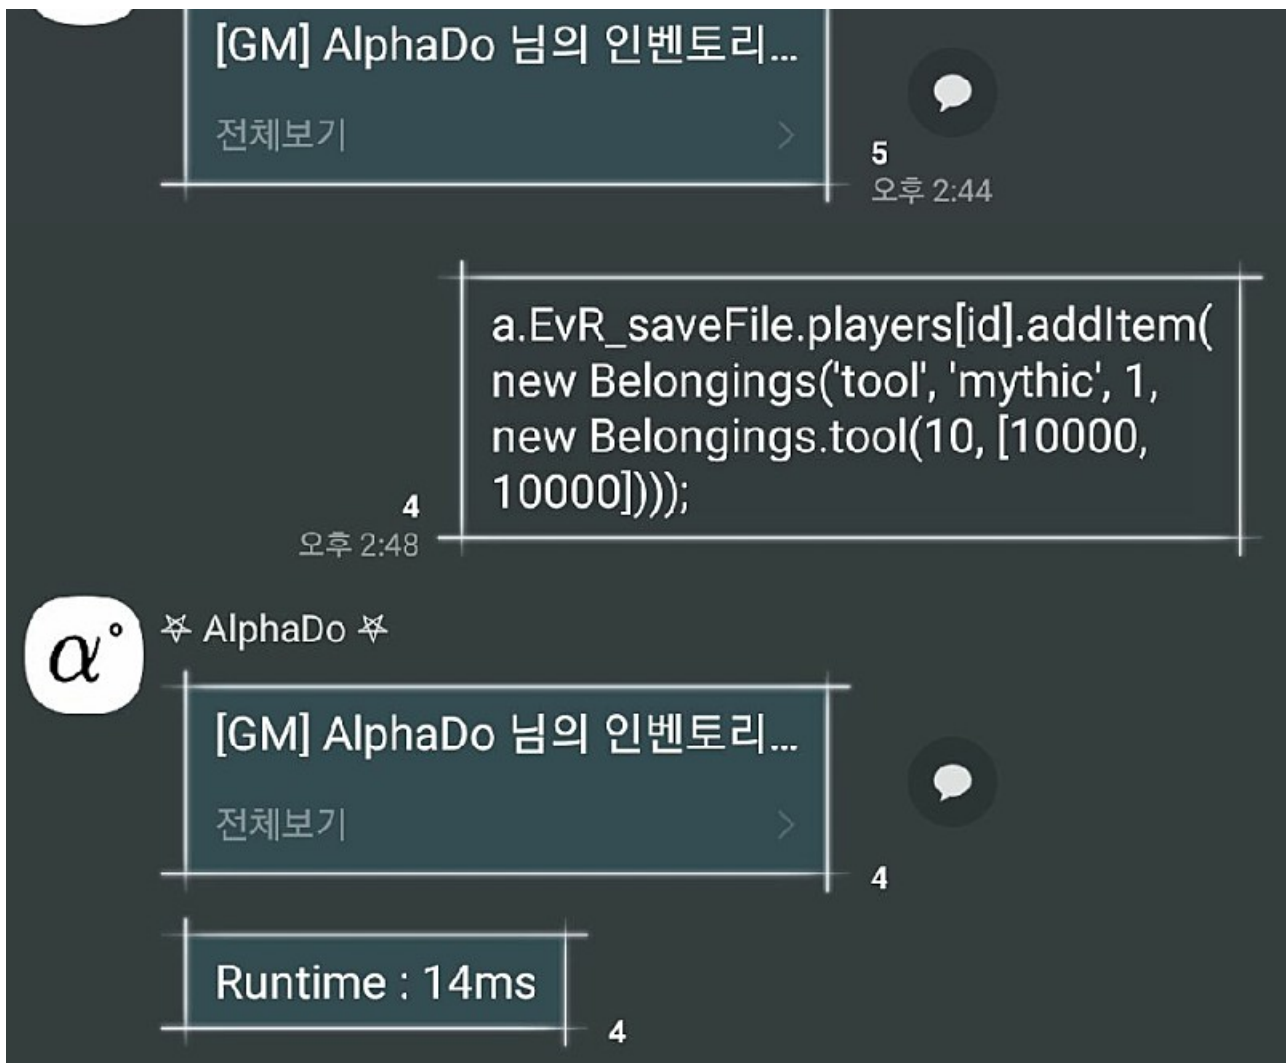 [GM] AlphaDo 님의 인벤토리...
전체보기 >
5
오후 2:44
a.EvR_saveFile.players[id].addItem(
new Belongings('tool', 'mythic', 1,
new Belongings.tool(10, [10000,
10000])));
4
오후 2:48
α°
⛧ AlphaDo ⛧
[GM] AlphaDo 님의 인벤토리...
전체보기 >
4
Runtime : 14ms
4